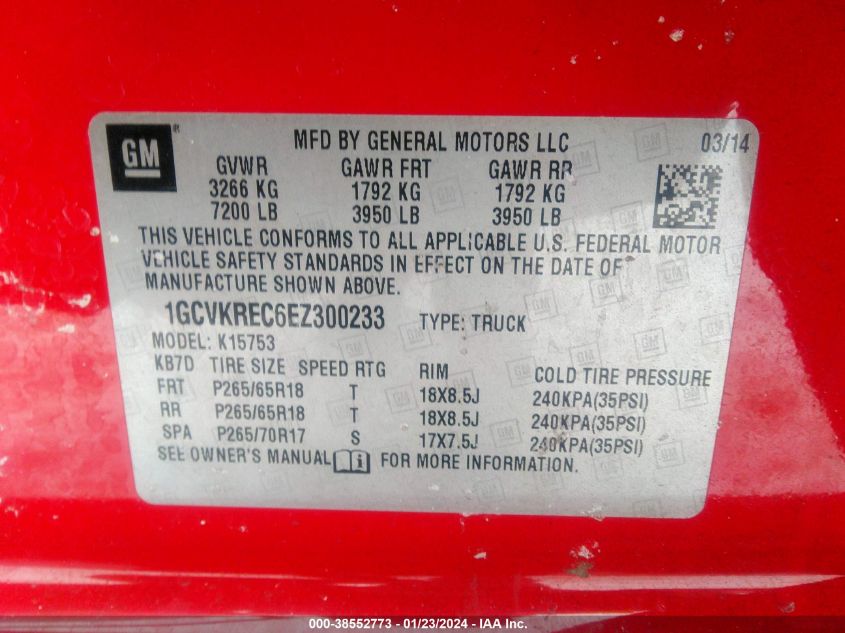 GM
MFD BY GENERAL MOTORS LLC 03/14
GVWR GAWR FRT GAWR RR
3266 KG 1792 KG 1792 KG
7200 LB 3950 LB 3950 LB
THIS VEHICLE CONFORMS TO ALL APPLICABLE U.S. FEDERAL MOTOR
VEHICLE SAFETY STANDARDS IN EFFECT ON THE DATE OF
MANUFACTURE SHOWN ABOVE.
1GCVKREC6EZ300233 TYPE: TRUCK
MODEL: K15753
KB7D TIRE SIZE SPEED RTG RIM COLD TIRE PRESSURE
FRT P265/65R18 T 18X8.5J 240KPA(35PSI)
RR P265/65R18 T 18X8.5J 240KPA(35PSI)
SPA P265/70R17 S 17X7.5J 240KPA(35PSI)
SEE OWNER'S MANUAL FOR MORE INFORMATION.
000-38552773 - 01/23/2024 - IAA Inc.